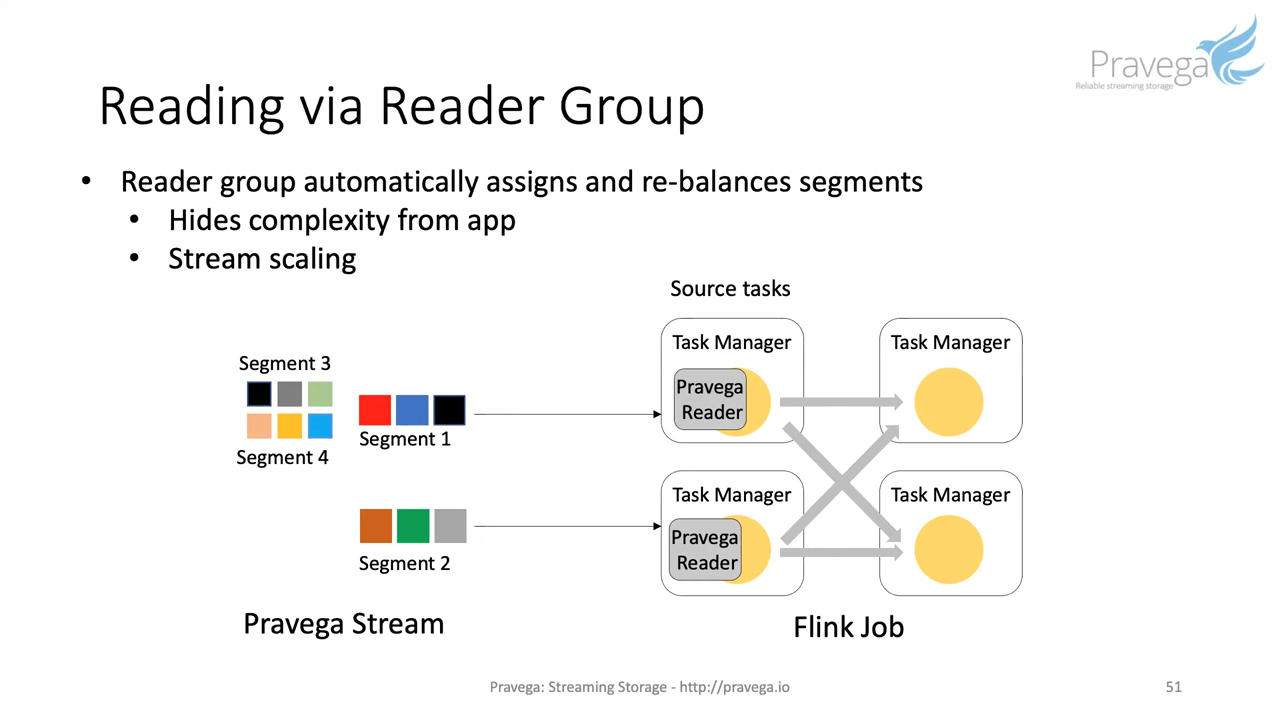 Pravega
Reliable streaming storage
Reading via Reader Group
• Reader group automatically assigns and re-balances segments
• Hides complexity from app
• Stream scaling
Source tasks
Segment 3
Segment 4
Segment 1
Segment 2
Pravega Stream
Task Manager
Pravega
Reader
Task Manager
Task Manager
Pravega
Reader
Task Manager
Flink Job
Pravega: Streaming Storage - http://pravega.io
51